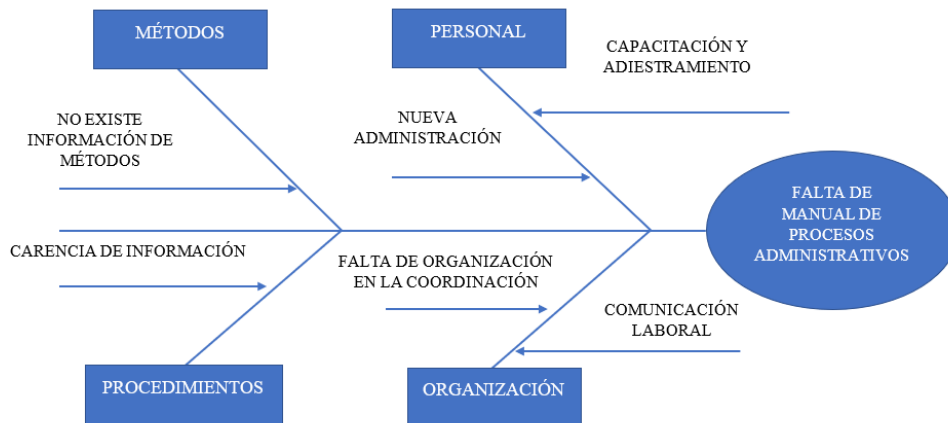 MÉTODOS
PERSONAL
CAPACITACIÓN Y
ADIESTRAMIENTO
NO EXISTE
INFORMACIÓN DE
MÉTODOS
NUEVA
ADMINISTRACIÓN
FALTA DE
MANUAL DE
PROCESOS
ADMINISTRATIVOS
CARENCIA DE INFORMACIÓN
FALTA DE ORGANIZACIÓN
EN LA COORDINACIÓN
COMUNICACIÓN
LABORAL
PROCEDIMIENTOS
ORGANIZACIÓN